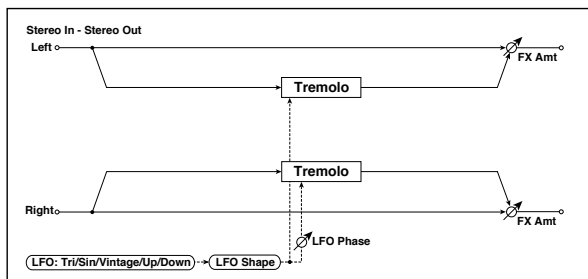 Stereo In - Stereo Out
Left
FX Amt
Tremolo
Tremolo
Right
FX Amt
LFO Phase
LFO: Tri/Sin/Vintage/Up/Down
LFO Shape